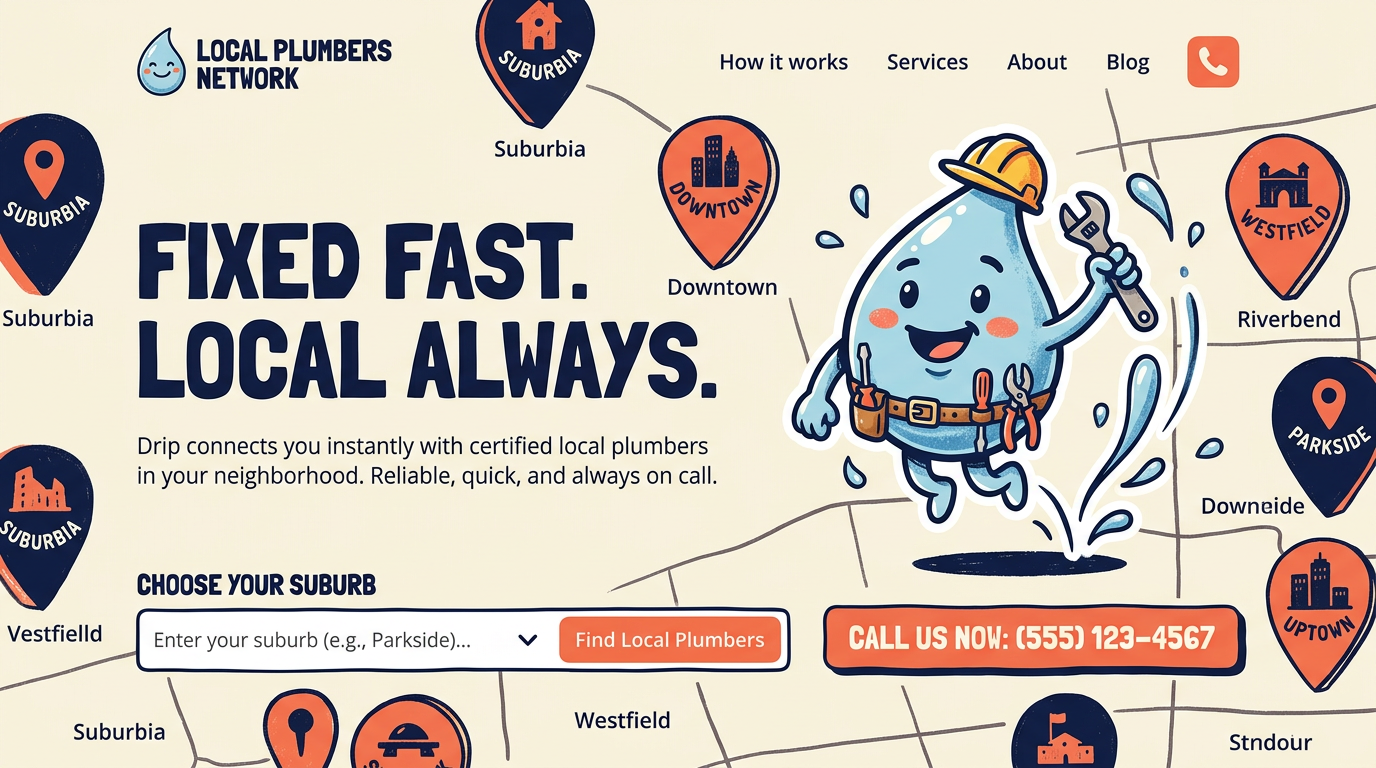 LOCAL PLUMBERS
NETWORK
How it works
Services
About
Blog
SUBURBIA
Suburbia
SUBURBIA
Suburbia
DOWNTOWN
Downtown
WESTFIELD
Riverbend
FIXED FAST.
LOCAL ALWAYS.
Drip connects you instantly with certified local plumbers
in your neighborhood. Reliable, quick, and always on call.
PARKSIDE
Downeide
SUBURBIA
Vestfielld
UPTOWN
CHOOSE YOUR SUBURB
Enter your suburb (e.g., Parkside)...
Find Local Plumbers
CALL US NOW: (555) 123-4567
Suburbia
Westfield
Stndour